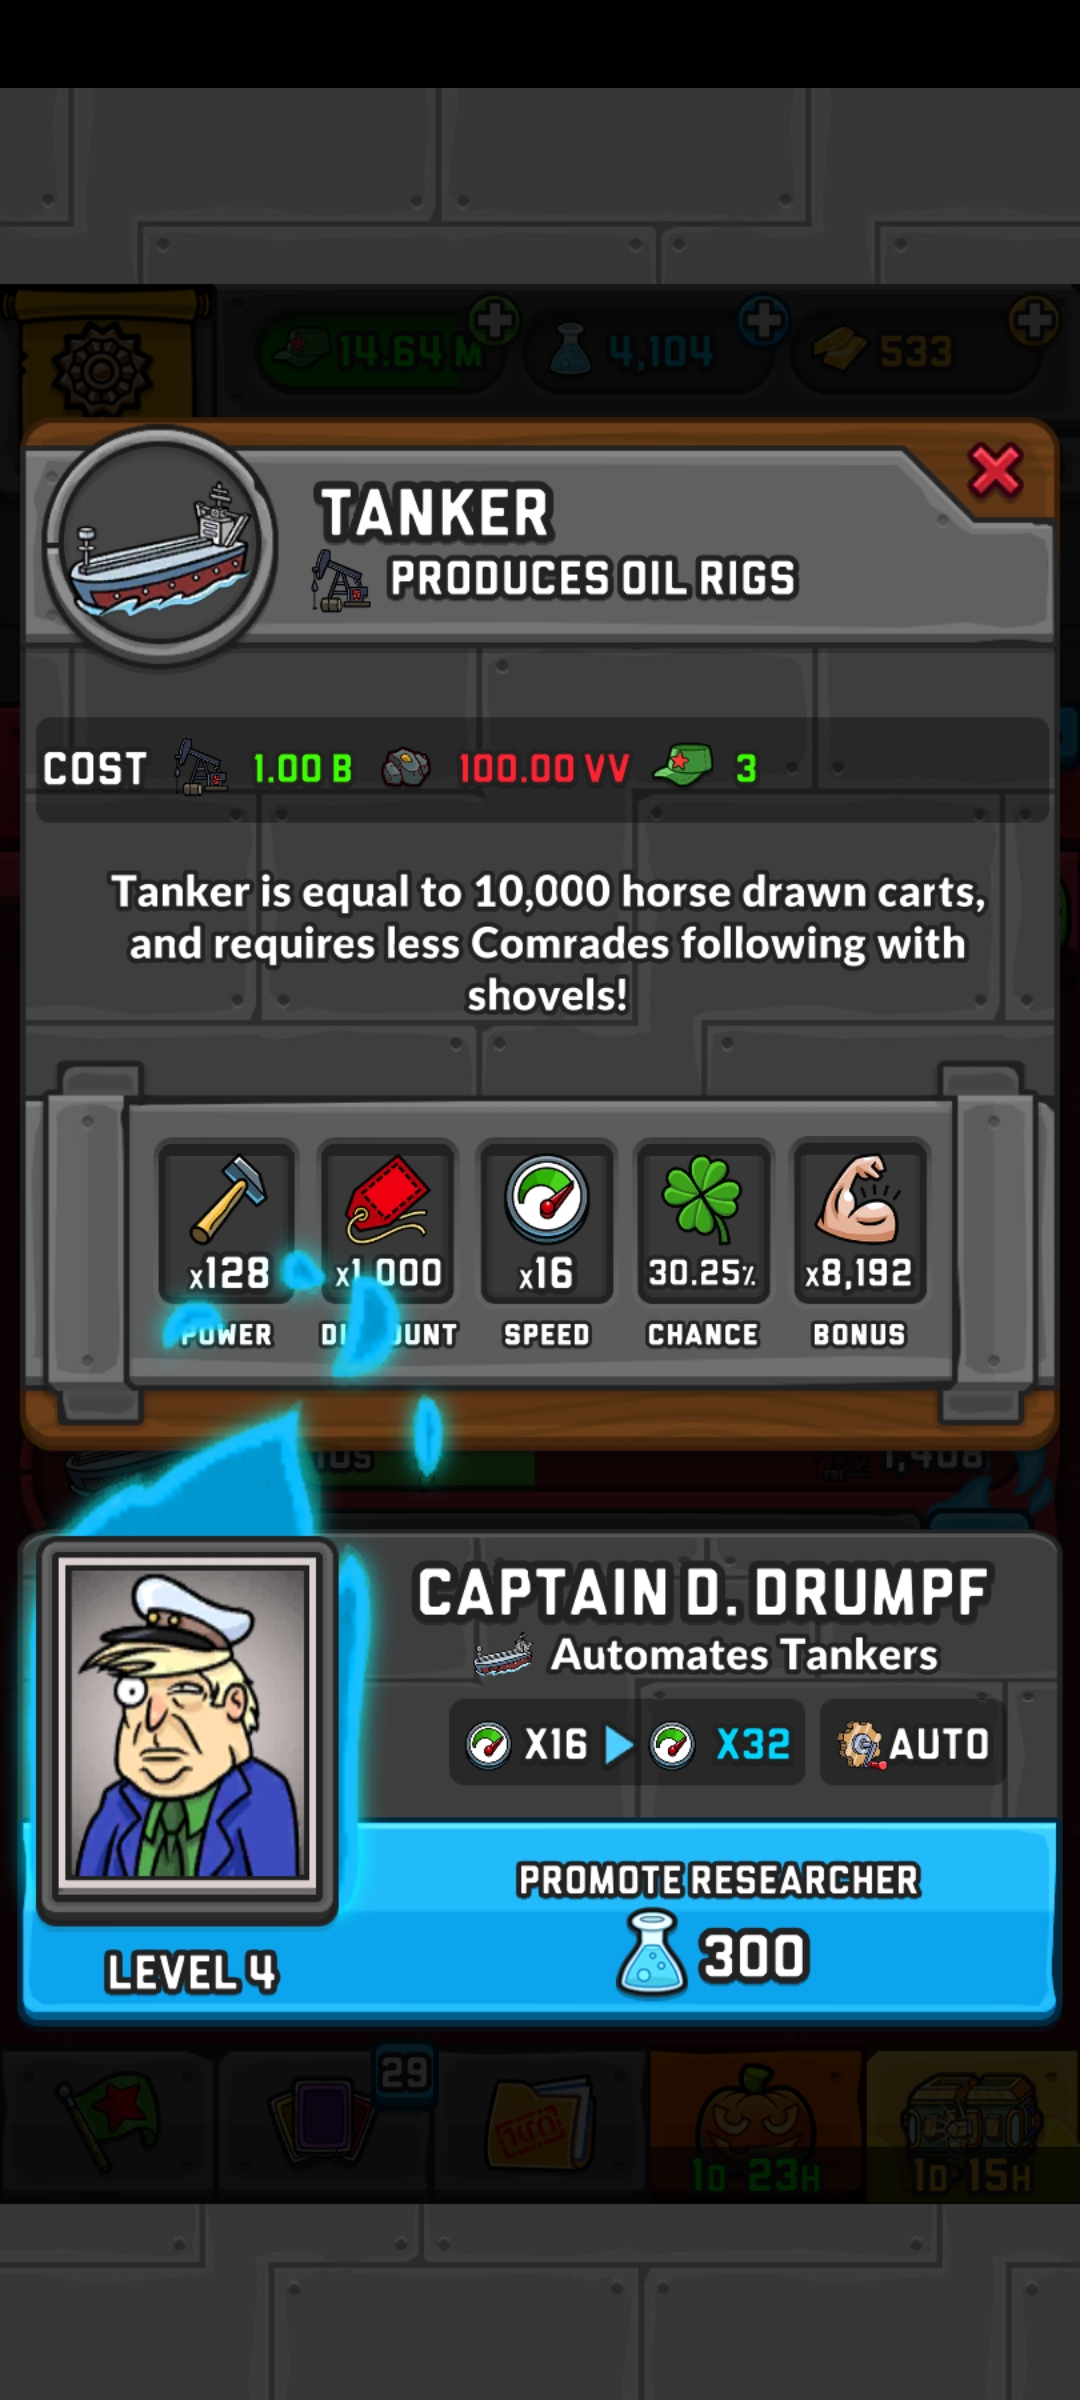 14.64 M 4,104 533
TANKER
PRODUCES OIL RIGS
COST 1.00 B 100.00 VV 3
Tanker is equal to 10,000 horse drawn carts,
and requires less Comrades following with
shovels!
x128 x1,000 x16 30.25% x8,192
POWER DISCOUNT SPEED CHANCE BONUS
1,408
CAPTAIN D. DRUMPF
Automates Tankers
X16 X32 AUTO
PROMOTE RESEARCHER
300
LEVEL 4
29
1D 23H 1D 15H